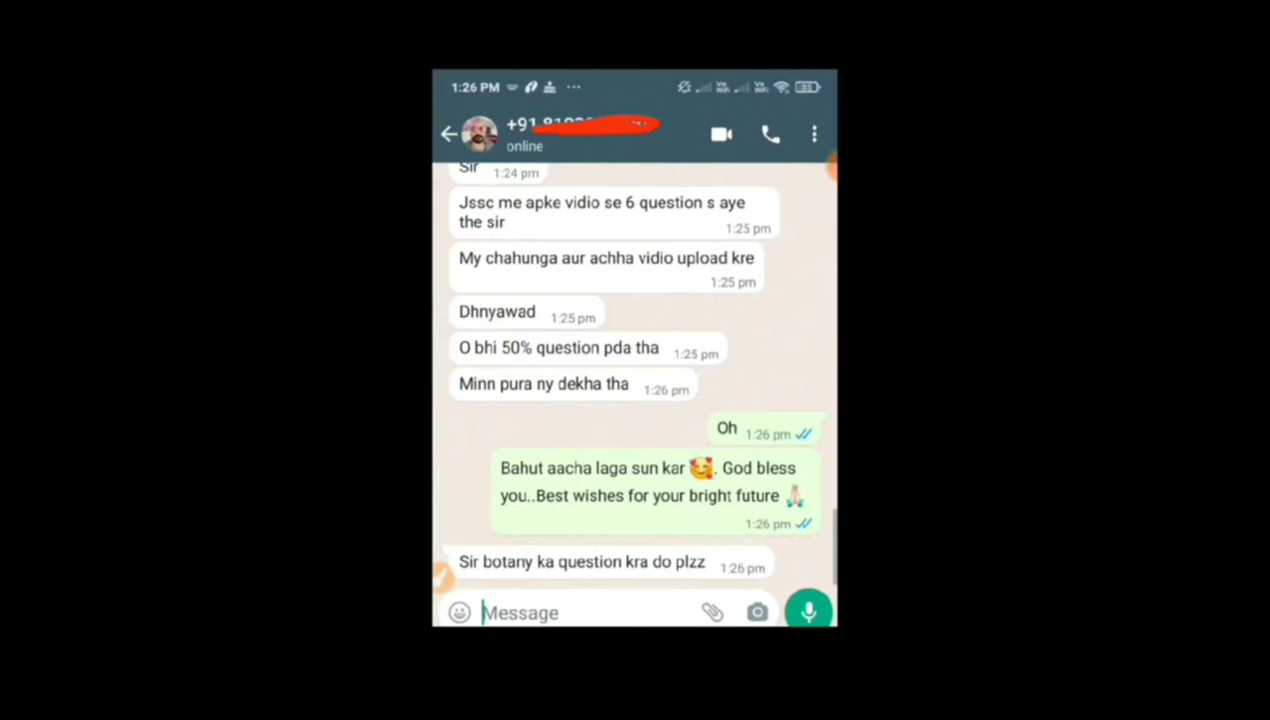 1:26 PM
+91
online
Sir 1:24 pm
Jssc me apke vidio se 6 question s aye
the sir
1:25 pm
My chahunga aur achha vidio upload kre
1:25 pm
Dhnyawad 1:25 pm
O bhi 50% question pda tha 1:25 pm
Minn pura ny dekha tha 1:26 pm
Oh 1:26 pm
Bahut aacha laga sun kar 🥰. God bless
you..Best wishes for your bright future 🙏🏻
1:26 pm
Sir botany ka question kra do plzz 1:26 pm
Message